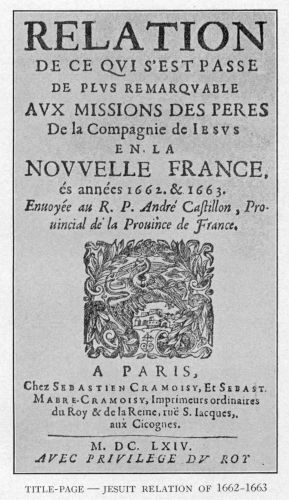 RELATION
DE CE QVI S'EST PASSE
DE PLVS REMARQVABLE
AVX MISSIONS DES PERES
De la Compagnie de IESVS
EN LA
NOVVELLE FRANCE,
és années 1662. & 1663.
Enuoyée au R. P. André Castillon, Pro-
uincial de la Prouince de France.
A PARIS,
Chez SEBASTIEN CRAMOISY, ET SEBAST.
MABRE-CRAMOISY, Imprimeurs ordinaires
du Roy & de la Reine, ruë S. Iacques,
aux Cicognes.
M. DC. LXIV.
AVEC PRIVILEGE DV ROY
TITLE-PAGE — JESUIT RELATION OF 1662–1663